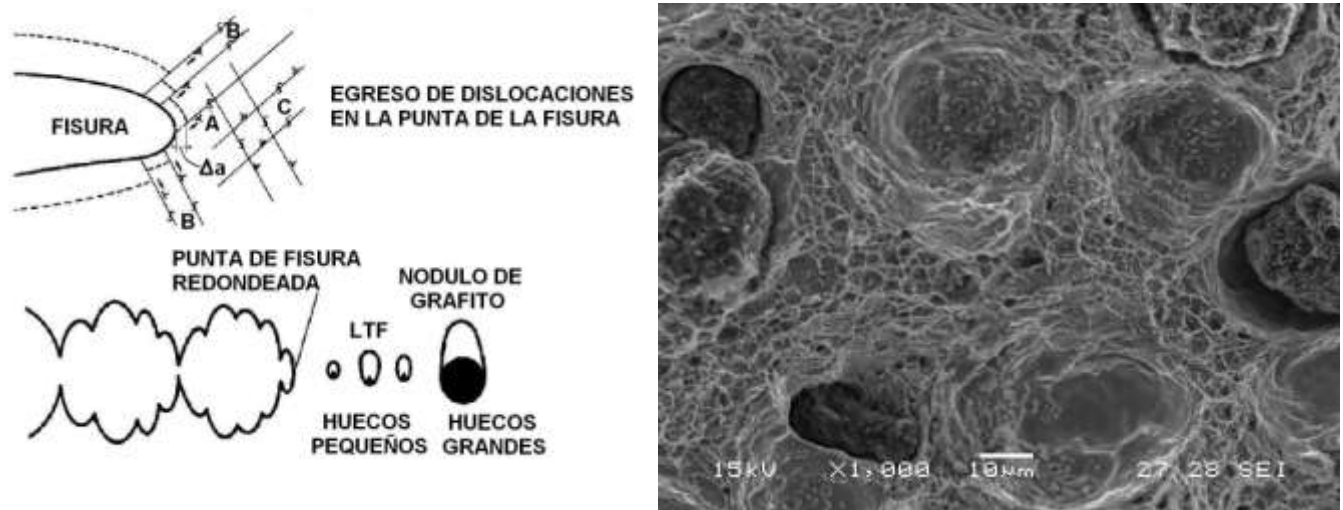 B
FISURA
A
C
Δa
B
EGRESO DE DISLOCACIONES
EN LA PUNTA DE LA FISURA
PUNTA DE FISURA
REDONDEADA
NODULO DE
GRAFITO
LTF
HUECOS
PEQUEÑOS
HUECOS
GRANDES
15kV X1,000 10μm 27 28 SEI